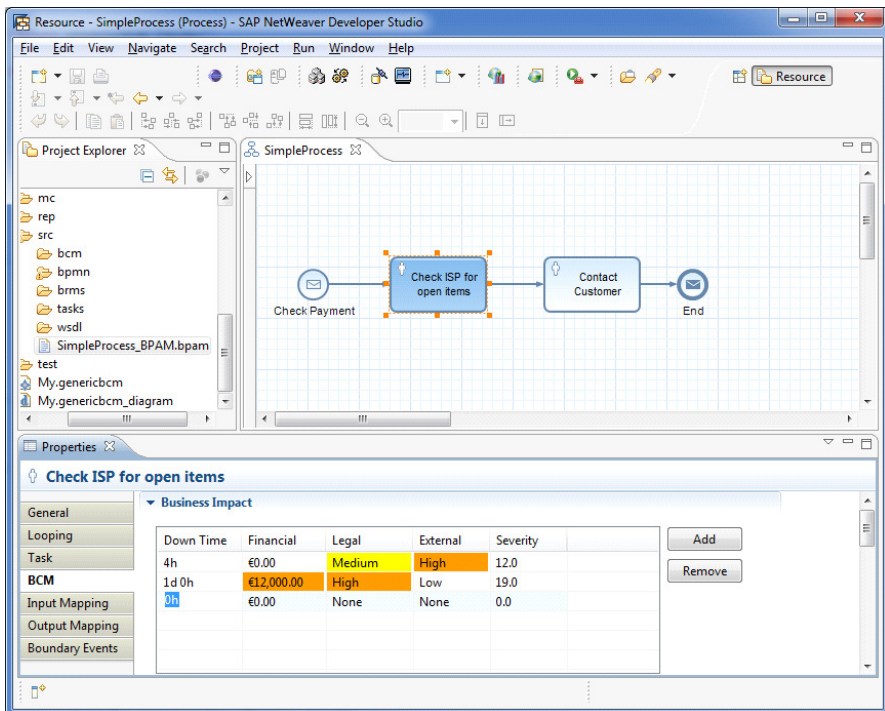 Resource - SimpleProcess (Process) - SAP NetWeaver Developer Studio
File Edit View Navigate Search Project Run Window Help
Resource
Project Explorer
SimpleProcess
mc
rep
src
bcm
bpmn
brms
tasks
wsdl
SimpleProcess_BPAM.bpam
test
My.genericbcm
My.genericbcm_diagram
Check Payment
Check ISP for
open items
Contact
Customer
End
Properties
Check ISP for open items
General
Looping
Task
BCM
Input Mapping
Output Mapping
Boundary Events
Business Impact
Down Time Financial Legal External Severity
4h €0.00 Medium High 12.0
1d 0h €12,000.00 High Low 19.0
0h €0.00 None None 0.0
Add
Remove